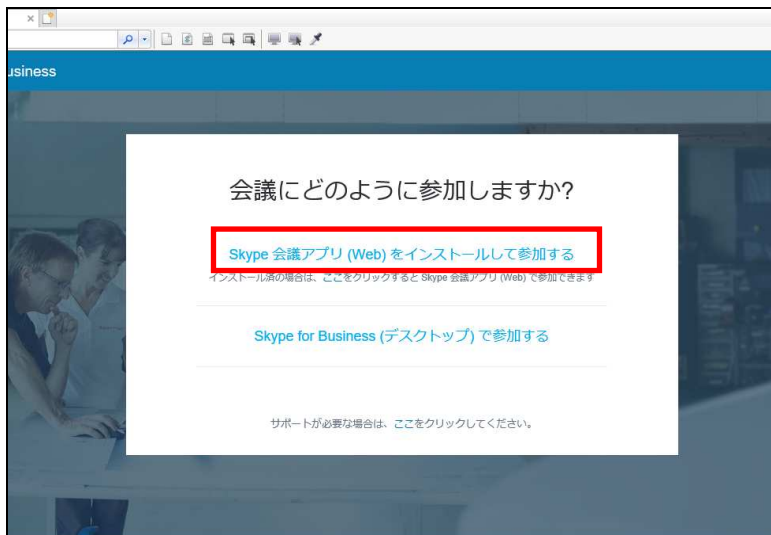 usiness
会議にどのように参加しますか?
Skype 会議アプリ (Web) をインストールして参加する
インストール済の場合は、ここをクリックすると Skype 会議アプリ (Web) で参加できます
Skype for Business (デスクトップ) で参加する
サポートが必要な場合は、ここをクリックしてください。